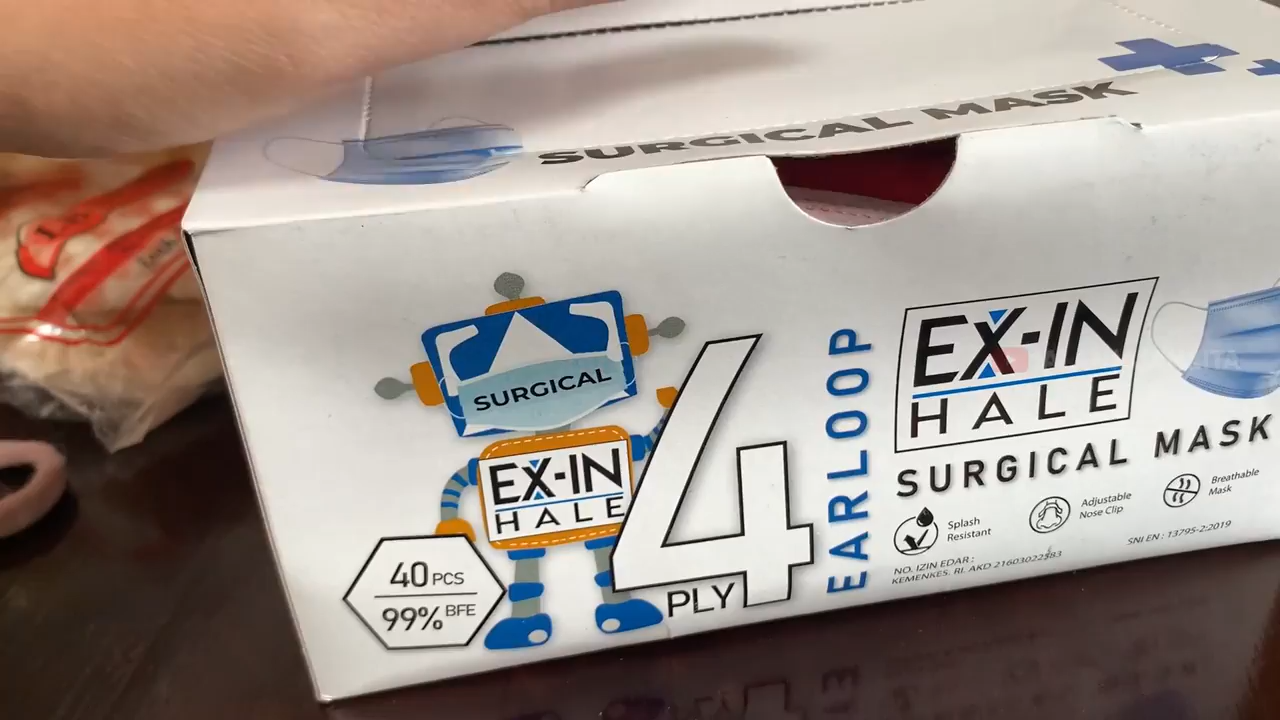 SURGICAL MASK
SURGICAL
EX-IN
HALE
40 PCS
99% BFE
4
PLY
EARLOOP
EX-IN
HALE
SURGICAL MASK
Splash
Resistant
Adjustable
Nose Clip
Breathable
Mask
NO. IZIN EDAR :
KEMENKES. RI. AKD 21603022383
SNI EN : 13795-2:2019